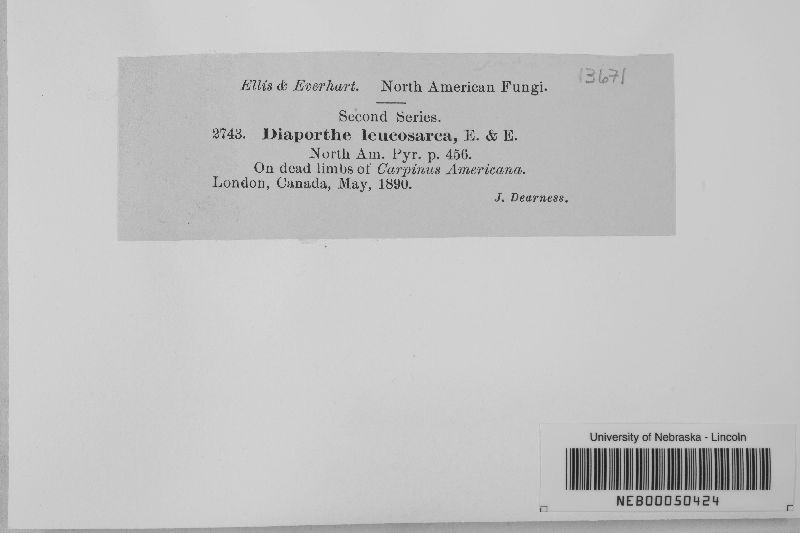 Ellis & Everhart. North American Fungi. 13671
Second Series.
2743. Diaporthe leucosarca, E. & E.
North Am. Pyr. p. 456.
On dead limbs of Carpinus Americana.
London, Canada, May, 1890.
J. Dearness.
University of Nebraska - Lincoln
NEB00050424